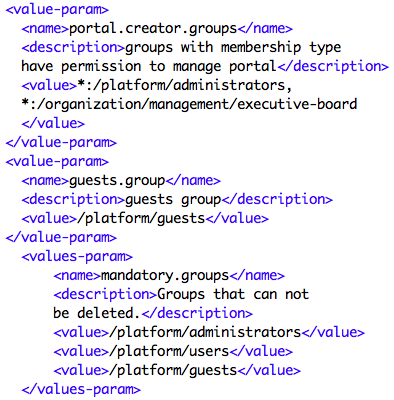 <value-param>
<name>portal.creator.groups</name>
<description>groups with membership type
have permission to manage portal</description>
<value>*:/platform/administrators,
*:/organization/management/executive-board
</value>
</value-param>
<value-param>
<name>guests.group</name>
<description>guests group</description>
<value>/platform/guests</value>
</value-param>
<values-param>
<name>mandatory.groups</name>
<description>Groups that can not
be deleted.</description>
<value>/platform/administrators</value>
<value>/platform/users</value>
<value>/platform/guests</value>
</values-param>